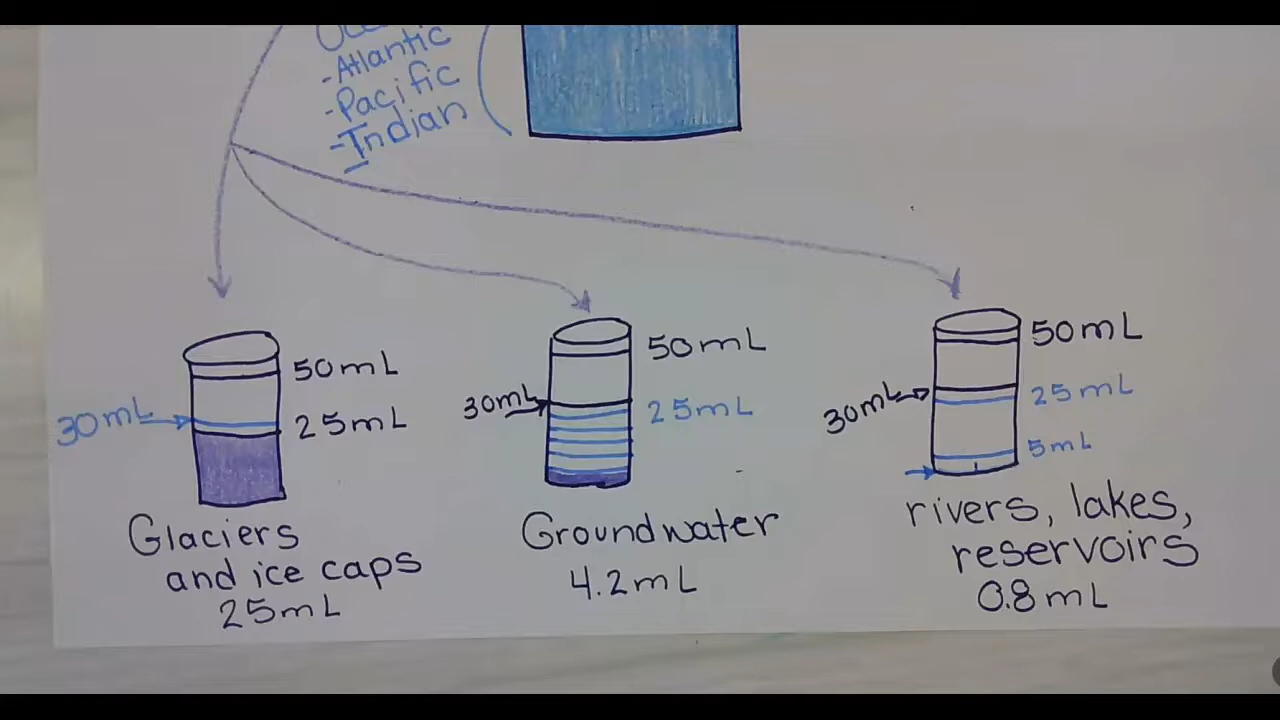 -Atlantic
-Pacific
-Indian
50mL
30mL
25mL
Glaciers
and ice caps
25mL
50mL
30mL
25mL
Groundwater
4.2mL
50mL
30mL
25mL
5mL
rivers, lakes,
reservoirs
0.8mL